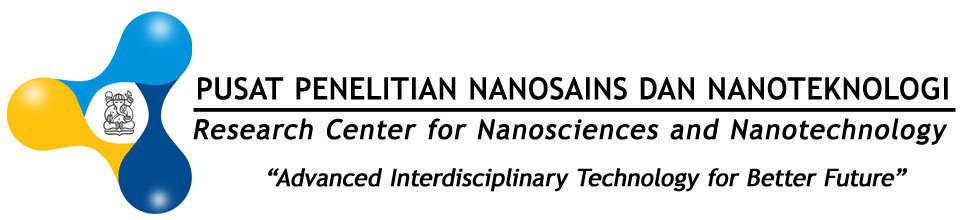 PUSAT PENELITIAN NANOSAINS DAN NANOTEKNOLOGI
Research Center for Nanosciences and Nanotechnology
“Advanced Interdisciplinary Technology for Better Future”